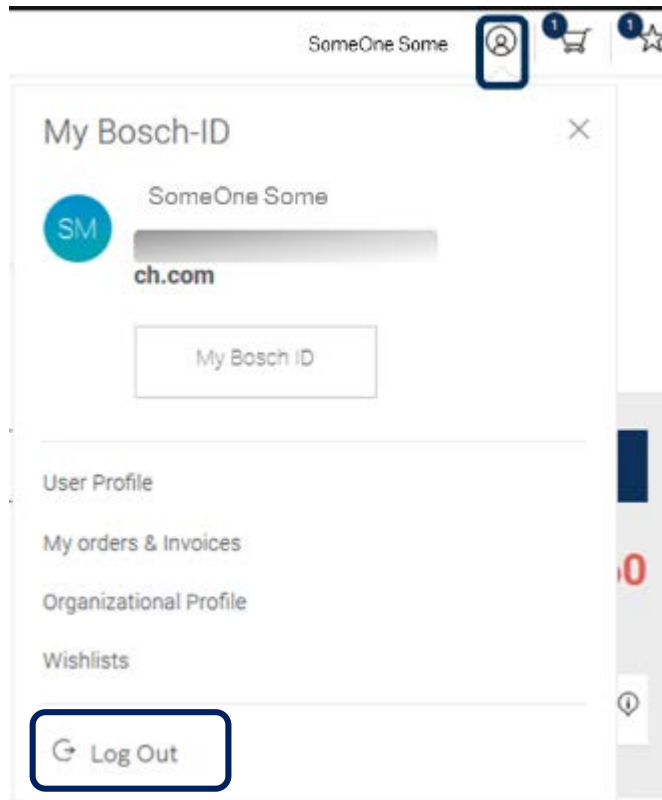 SomeOne Some
1
1
My Bosch-ID
SM
SomeOne Some
ch.com
My Bosch ID
User Profile
My orders & Invoices
Organizational Profile
Wishlists
Log Out